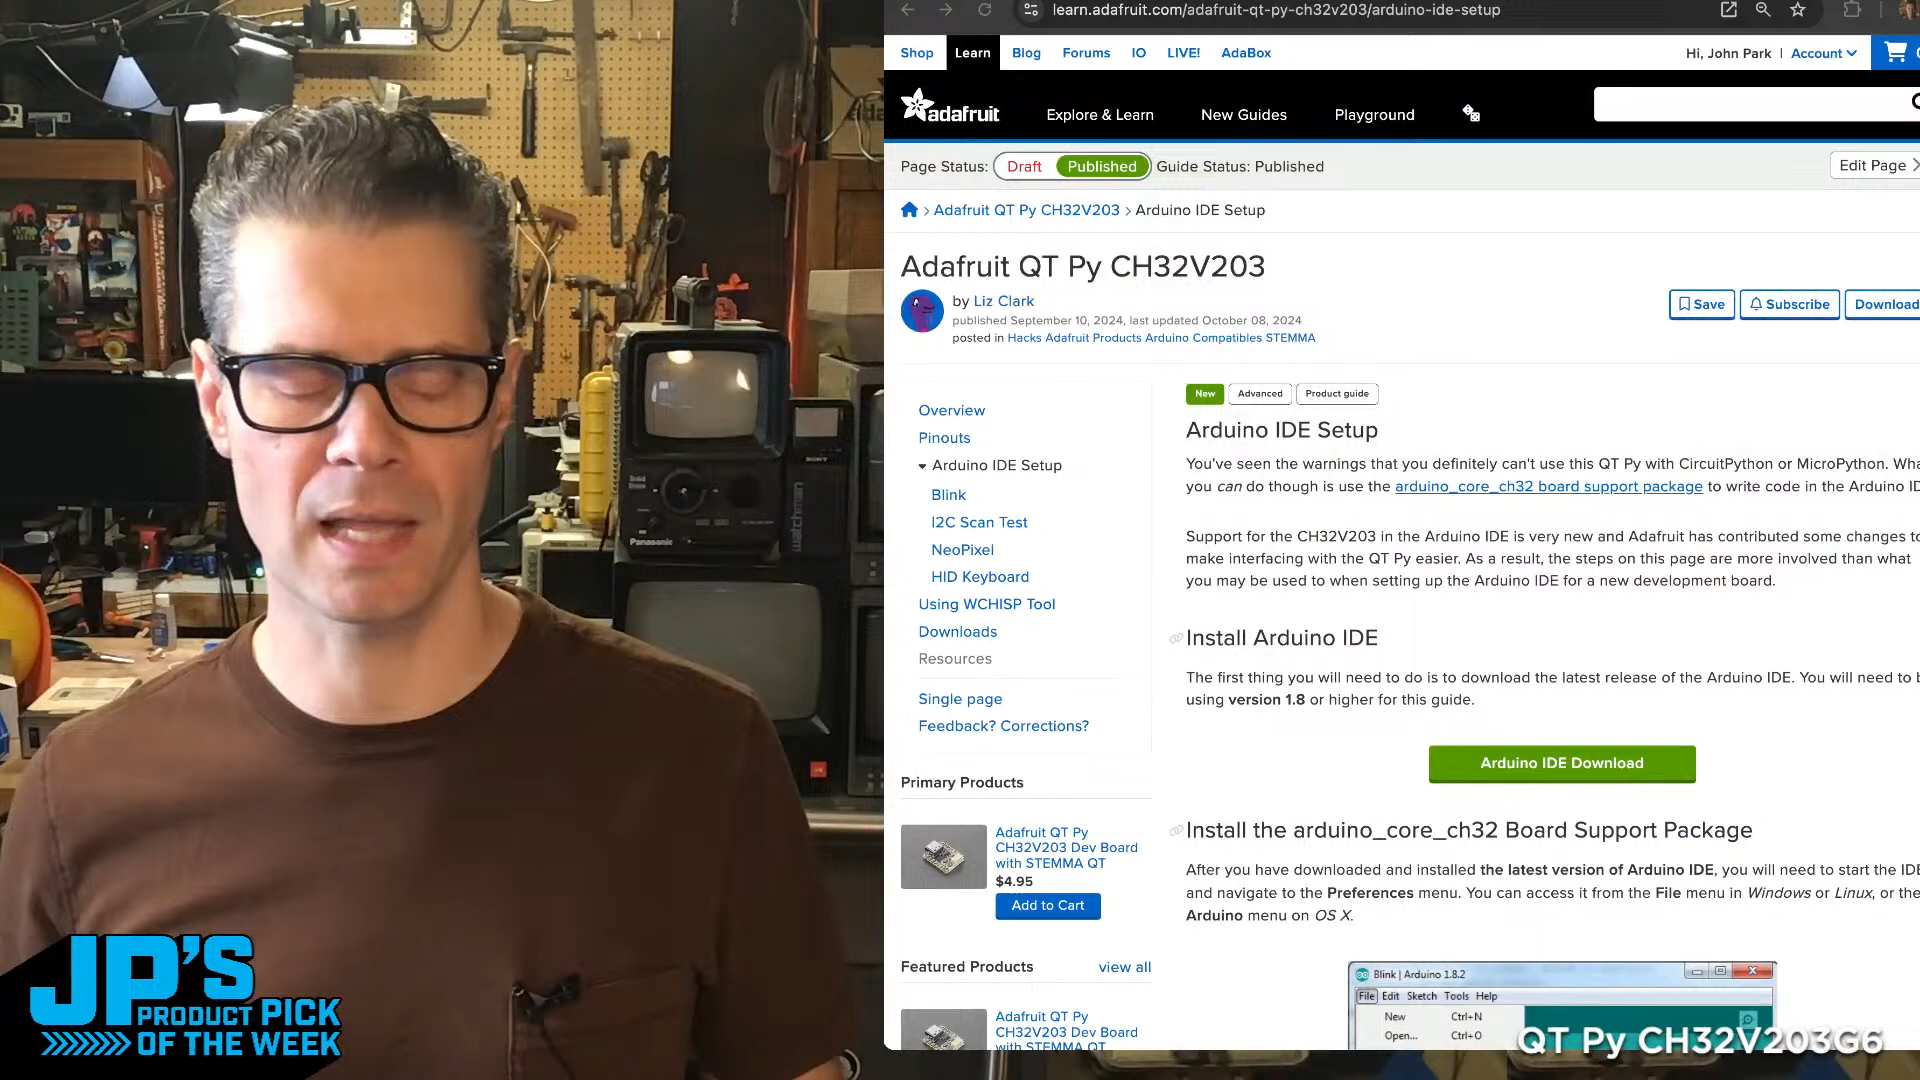 learn.adafruit.com/adafruit-qt-py-ch32v203/arduino-ide-setup
Shop Learn Blog Forums IO LIVE! AdaBox
Hi, John Park | Account
adafruit Explore & Learn New Guides Playground
Page Status: Draft Published Guide Status: Published Edit Page
Adafruit QT Py CH32V203 Arduino IDE Setup
Adafruit QT Py CH32V203
by Liz Clark
published September 10, 2024, last updated October 08, 2024
posted in Hacks Adafruit Products Arduino Compatibles STEMMA
Save Subscribe Download
Overview
Pinouts
Arduino IDE Setup
Blink
I2C Scan Test
NeoPixel
HID Keyboard
Using WCHISP Tool
Downloads
Resources
Single page
Feedback? Corrections?
Primary Products
Adafruit QT Py
CH32V203 Dev Board
with STEMMA QT
$4.95
Add to Cart
Featured Products view all
Adafruit QT Py
CH32V203 Dev Board
with STEMMA QT
New Advanced Product guide
Arduino IDE Setup
You've seen the warnings that you definitely can't use this QT Py with CircuitPython or MicroPython. Wha
you can do though is use the arduino_core_ch32 board support package to write code in the Arduino ID
Support for the CH32V203 in the Arduino IDE is very new and Adafruit has contributed some changes to
make interfacing with the QT Py easier. As a result, the steps on this page are more involved than what
you may be used to when setting up the Arduino IDE for a new development board.
Install Arduino IDE
The first thing you will need to do is to download the latest release of the Arduino IDE. You will need to b
using version 1.8 or higher for this guide.
Arduino IDE Download
Install the arduino_core_ch32 Board Support Package
After you have downloaded and installed the latest version of Arduino IDE, you will need to start the IDE
and navigate to the Preferences menu. You can access it from the File menu in Windows or Linux, or the
Arduino menu on OS X.
Blink | Arduino 1.8.2
File Edit Sketch Tools Help
New Ctrl+N
Open... Ctrl+O
QT Py CH32V203G6
Panasonic
watchman
SONY
JP'S
PRODUCT PICK
OF THE WEEK